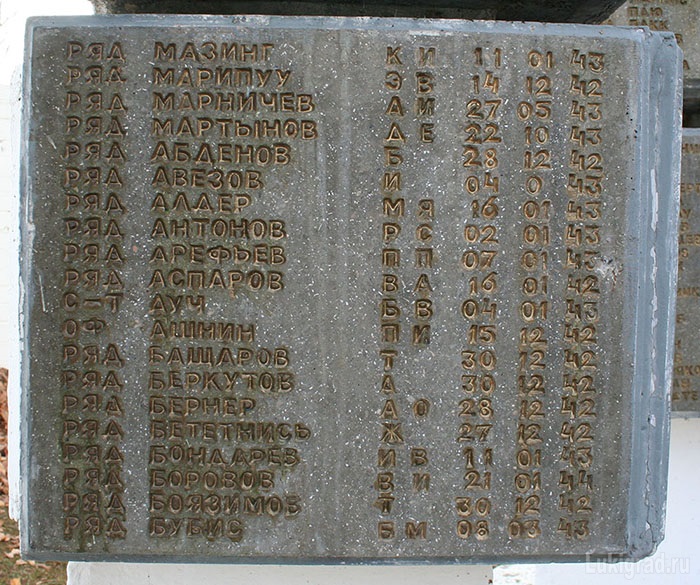 РЯД МАЗИНГ К И 11 01 43
РЯД МАРИПУУ Э В 14 12 42
РЯД МАРНИЧЕВ А И 27 05 43
РЯД МАРТЫНОВ Д Е 22 10 43
РЯД АБДЕНОВ Б 28 12 42
РЯД АВЕЗОВ И 04 0 43
РЯД АЛДЕР М Я 16 01 43
РЯД АНТОНОВ Р С 02 01 43
РЯД АРЕФЬЕВ П П 07 01 43
РЯД АСПАРОВ В А 16 01 42
С-Т АУЧ Б В 04 01 43
ОФ АШНИН П И 15 12 42
РЯД БАЩАРОВ Т 30 12 42
РЯД БЕРКУТОВ А 30 12 42
РЯД БЕРНЕР А О 28 12 42
РЯД БЕТЕТНИСЬ Ж 27 12 42
РЯД БОНДАРЕВ И В 11 01 43
РЯД БОРОВОВ В И 21 01 44
РЯД БОЯЗИМОВ Т 30 12 42
РЯД БУБИС Б М 08 03 43
Lukigrad.ru